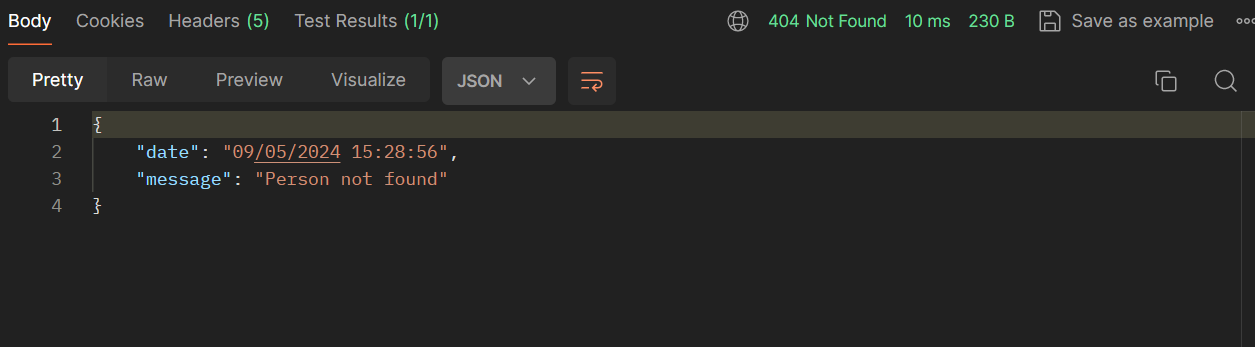 Body Cookies Headers (5) Test Results (1/1) 404 Not Found 10 ms 230 B Save as example
Pretty Raw Preview Visualize JSON
1 {
2 "date": "09/05/2024 15:28:56",
3 "message": "Person not found"
4 }